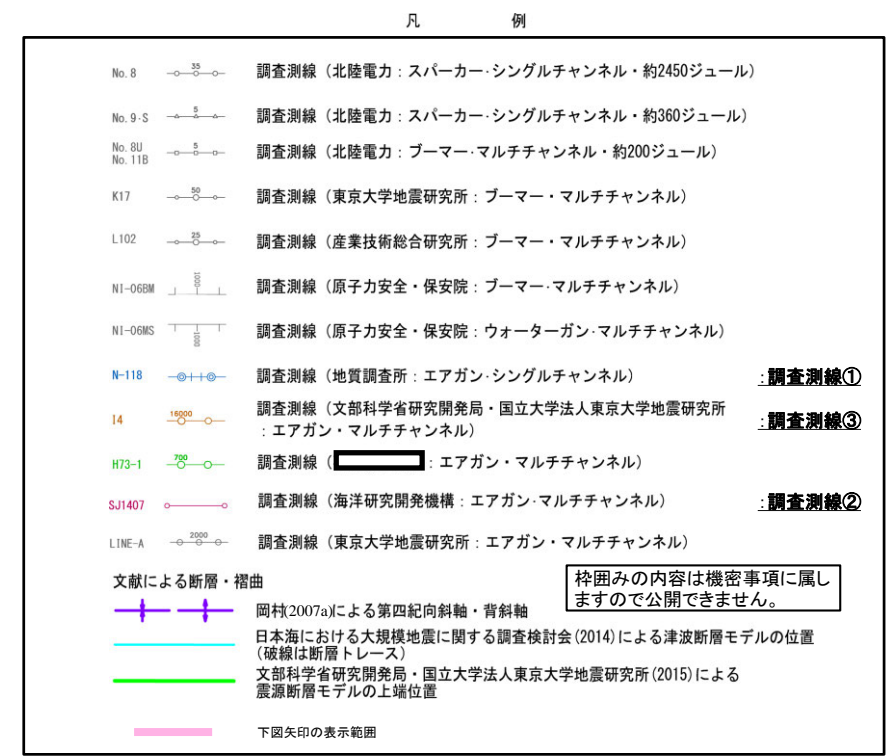 凡 例
No. 8 35 調査測線（北陸電力：スパーカー・シングルチャンネル・約2450ジュール）
No. 9-S 5 調査測線（北陸電力：スパーカー・シングルチャンネル・約360ジュール）
No. 8U
No. 11B 5 調査測線（北陸電力：ブーマー・マルチチャンネル・約200ジュール）
K17 50 調査測線（東京大学地震研究所：ブーマー・マルチチャンネル）
L102 25 調査測線（産業技術総合研究所：ブーマー・マルチチャンネル）
NI-06BM 1000 調査測線（原子力安全・保安院：ブーマー・マルチチャンネル）
NI-06MS 1000 調査測線（原子力安全・保安院：ウォーターガン・マルチチャンネル）
N-118 調査測線（地質調査所：エアガン・シングルチャンネル） :調査測線①
I4 16000 調査測線（文部科学省研究開発局・国立大学法人東京大学地震研究所
：エアガン・マルチチャンネル） :調査測線③
H73-1 700 調査測線（ ：エアガン・マルチチャンネル）
SJ1407 調査測線（海洋研究開発機構：エアガン・マルチチャンネル） :調査測線②
LINE-A 2000 調査測線（東京大学地震研究所：エアガン・マルチチャンネル）
文献による断層・褶曲
枠囲みの内容は機密事項に属し
ますので公開できません。
岡村(2007a)による第四紀向斜軸・背斜軸
日本海における大規模地震に関する調査検討会(2014)による津波断層モデルの位置
(破線は断層トレース)
文部科学省研究開発局・国立大学法人東京大学地震研究所(2015)による
震源断層モデルの上端位置
下図矢印の表示範囲